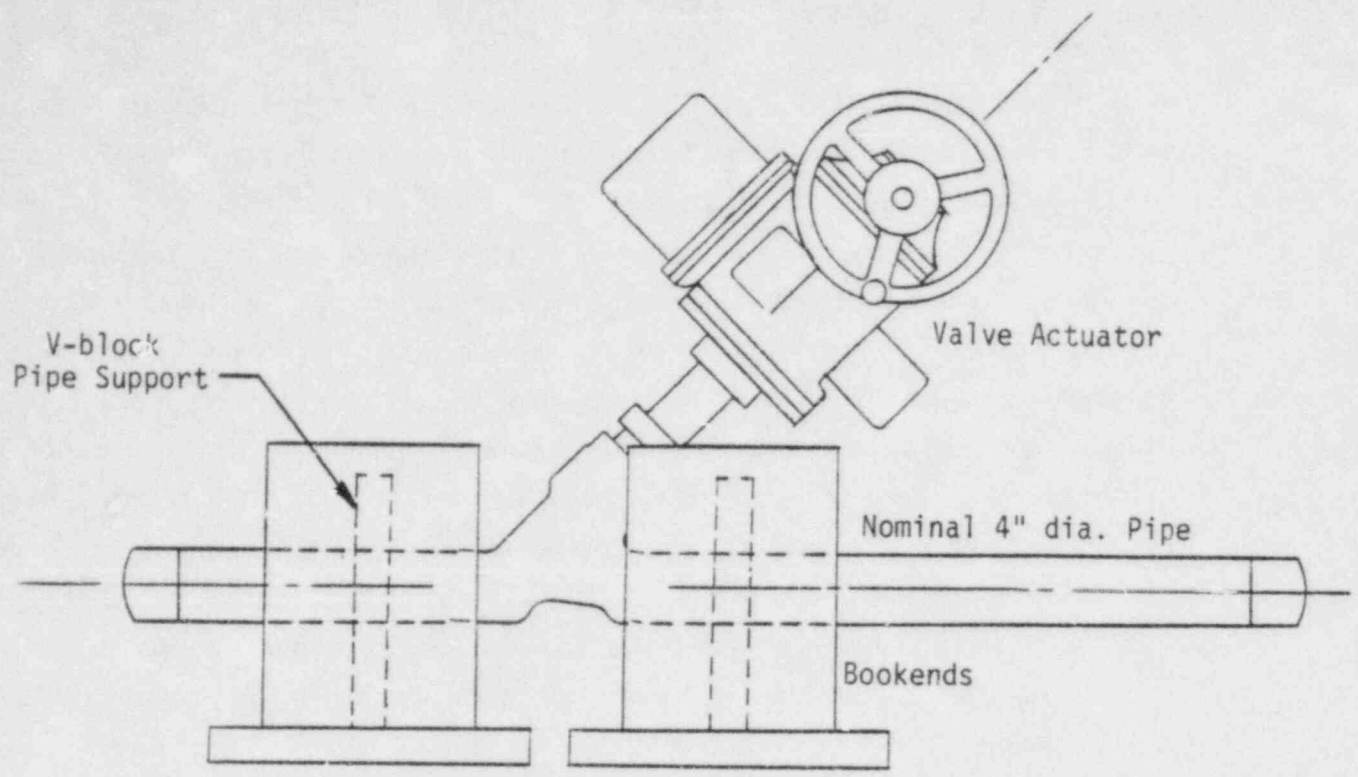 Valve Actuator
V-block
Pipe Support
Nominal 4" dia. Pipe
Bookends